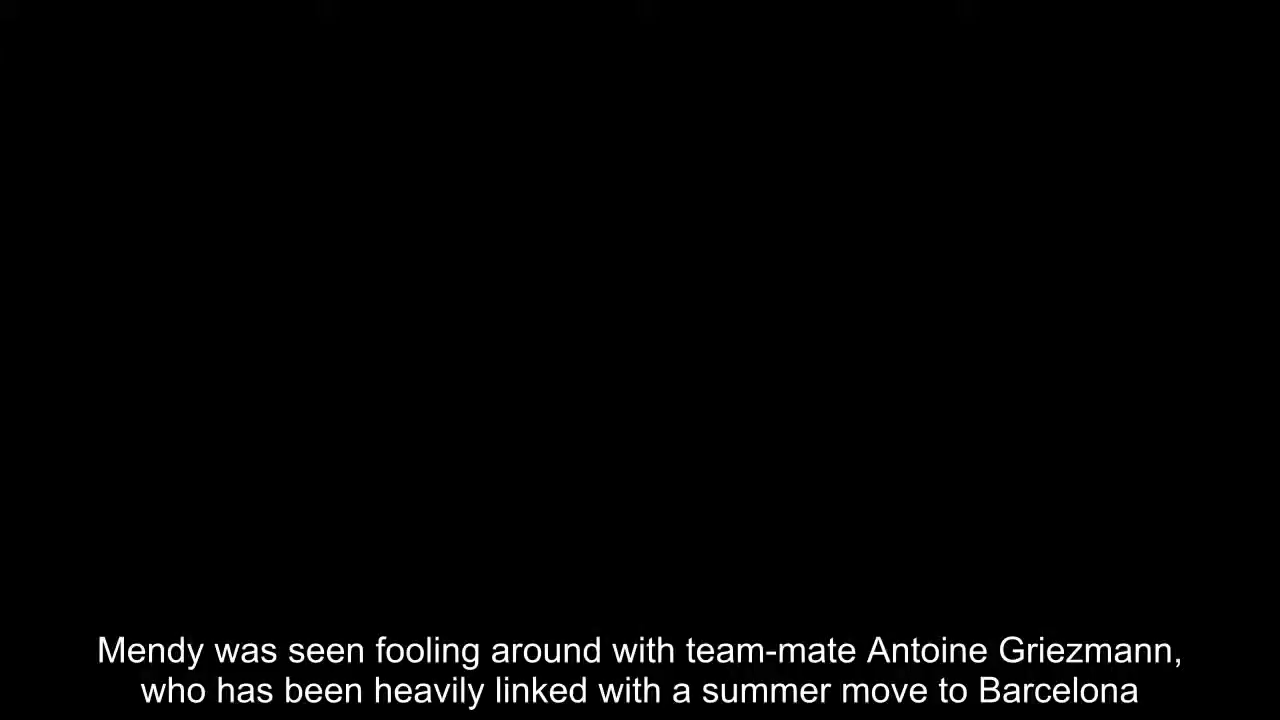 Mendy was seen fooling around with team-mate Antoine Griezmann,
who has been heavily linked with a summer move to Barcelona